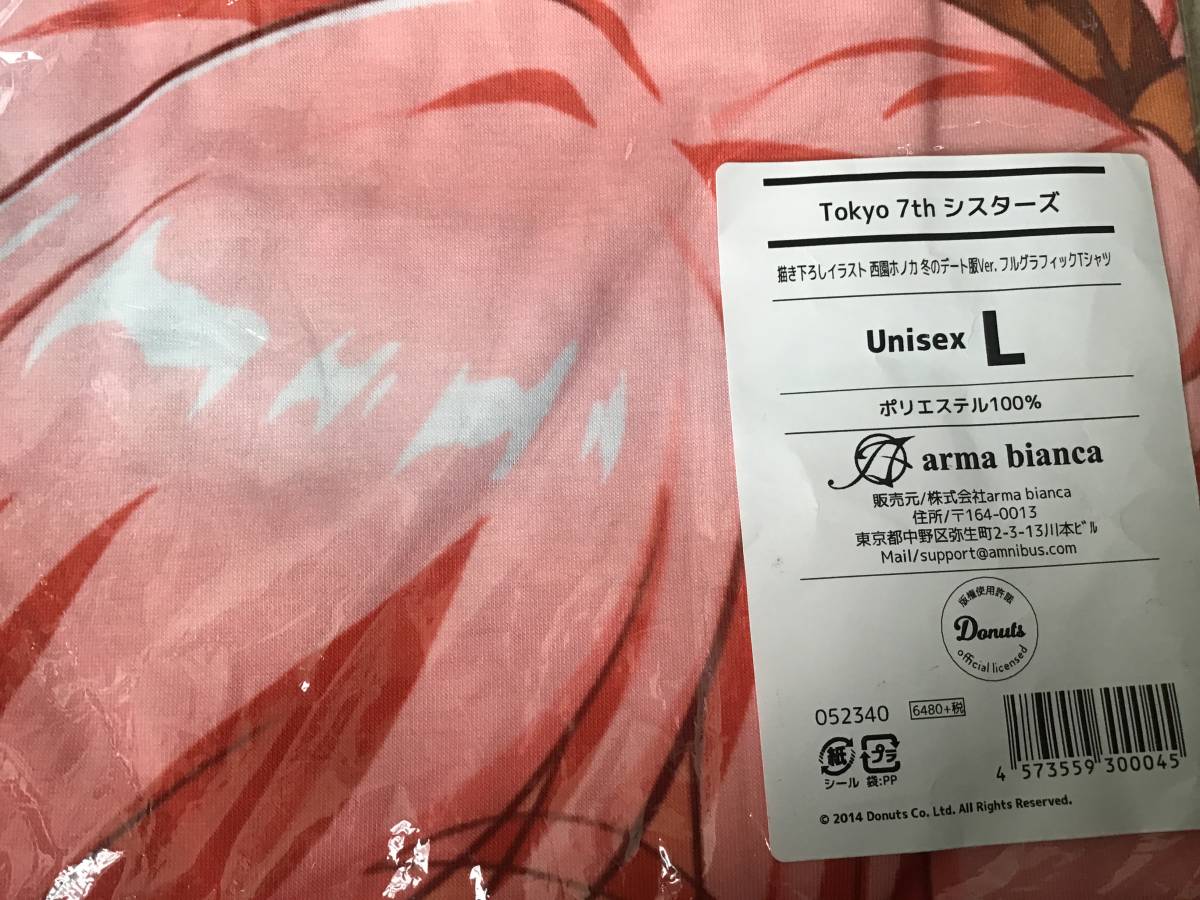 Tokyo 7th シスターズ
描き下ろしイラスト 西園ホノカ 冬のデート服Ver. フルグラフィックTシャツ
Unisex L
ポリエステル100%
arma bianca
販売元/株式会社arma bianca
住所/〒164-0013
東京都中野区弥生町2-3-13川本ビル
Mail/support@amnibus.com
版権使用許諾
Donuts
official licensed
052340 6480+税
紙 プラ
シール 袋:PP
4 573559 300045
© 2014 Donuts Co. Ltd. All Rights Reserved.